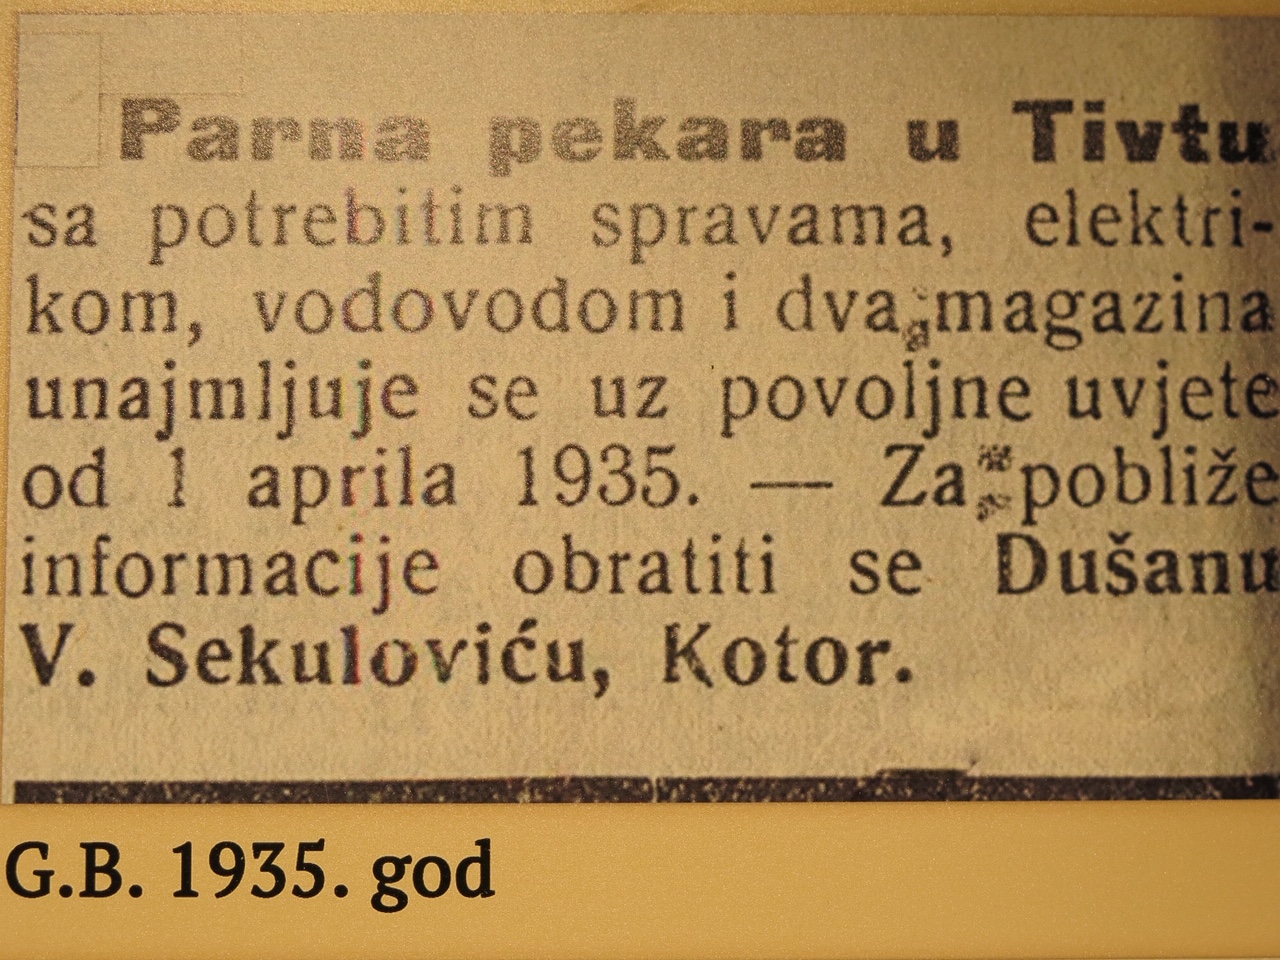 Parna pekara u Tivtu
sa potrebitim spravama, elektri-
kom, vodovodom i dva magazina
unajmljuje se uz povoljne uvjete
od 1 aprila 1935. — Za pobliže
informacije obratiti se Dušanu
V. Sekuloviću, Kotor.
G.B. 1935. god